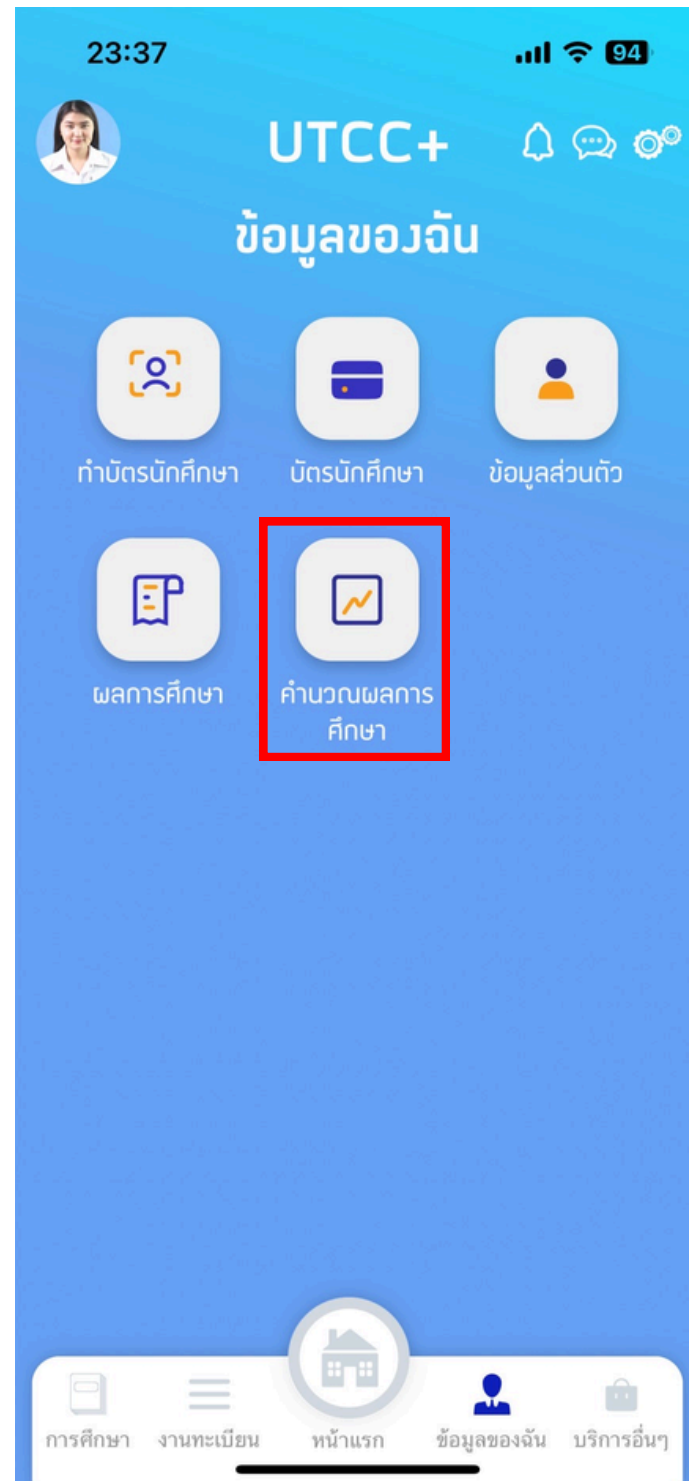 23:37
94
UTCC+
ข้อมูลของฉัน
ทำบัตรนักศึกษา
บัตรนักศึกษา
ข้อมูลส่วนตัว
ผลการศึกษา
คำนวณผลการ
ศึกษา
การศึกษา
งานทะเบียน
หน้าแรก
ข้อมูลของฉัน
บริการอื่นๆ